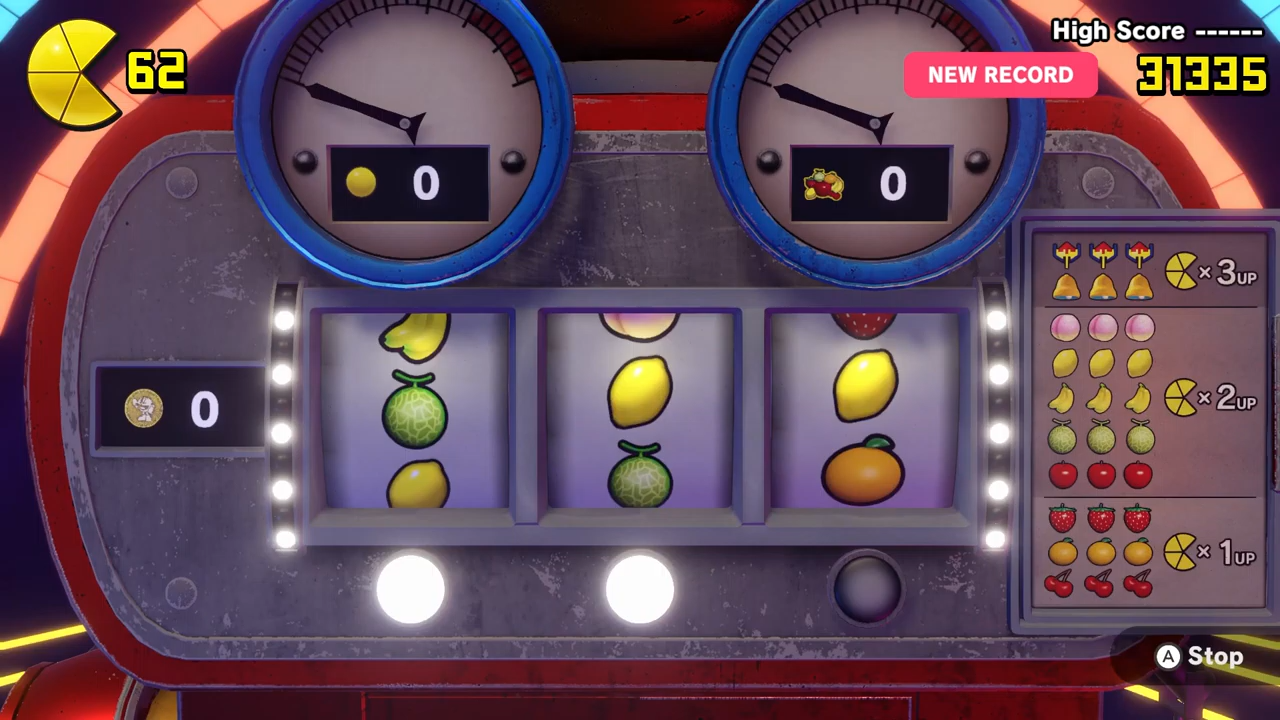 62
High Score ------
NEW RECORD
31335
0
0
0
× 3UP
× 2UP
× 1UP
A Stop